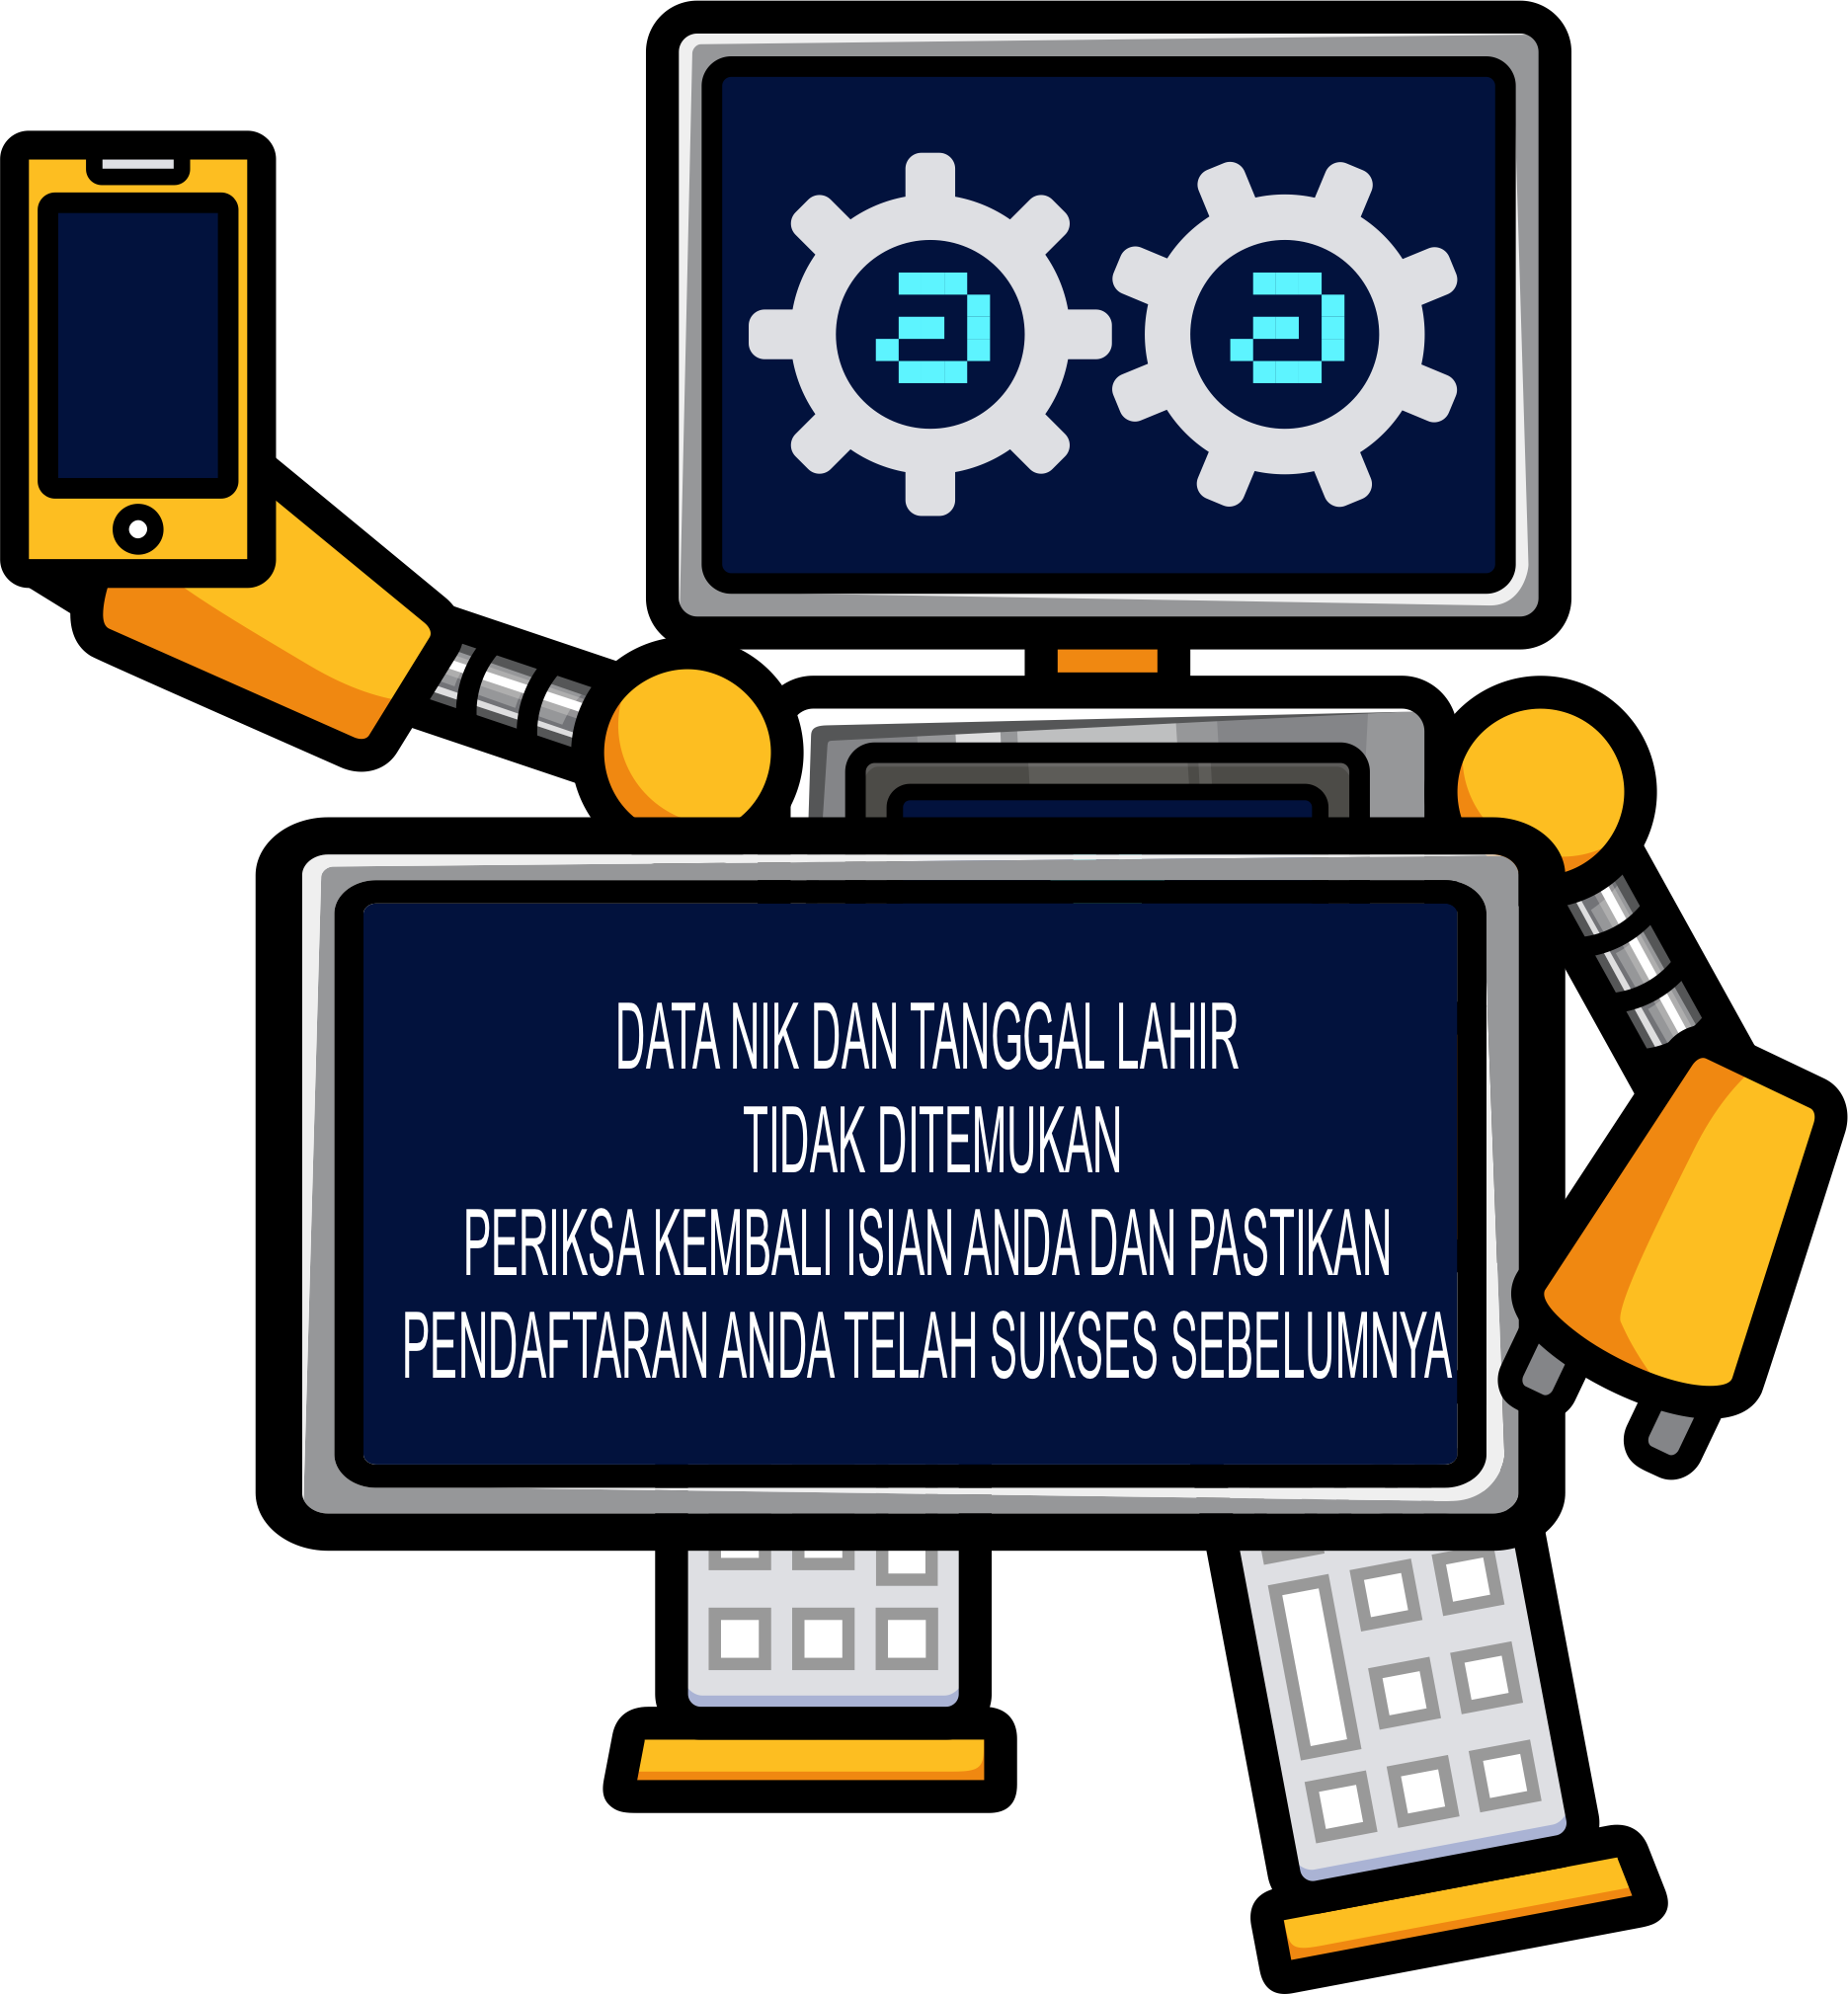 DATA NIK DAN TANGGAL LAHIR
TIDAK DITEMUKAN
PERIKSA KEMBALI ISIAN ANDA DAN PASTIKAN
PENDAFTARAN ANDA TELAH SUKSES SEBELUMNYA